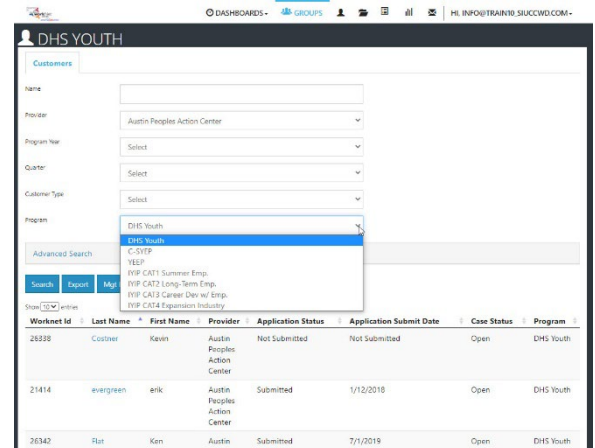 DASHBOARDS- GROUPS HI, INFO@TRAIN10_SIUCCWD.COM-
DHS YOUTH
Customers
Name
Provider Austin Peoples Action Center
Program Year Select
Quarter Select
Customer Type Select
Program DHS Youth
DHS Youth
C-SYEP
YEEP
IYIP CAT1 Summer Emp.
IYIP CAT2 Long-Term Emp.
IYIP CAT3 Career Dev w/ Emp.
IYIP CAT4 Expansion Industry
Advanced Search
Search Export Mgt
Show 10 entries
Worknet Id Last Name First Name Provider Application Status Application Submit Date Case Status Program
26338 Costner Kevin Austin Not Submitted Not Submitted Open DHS Youth
Peoples
Action
Center
21414 evergreen erik Austin Submitted 1/12/2018 Open DHS Youth
Peoples
Action
Center
26342 Flat Ken Austin Submitted 7/1/2019 Open DHS Youth